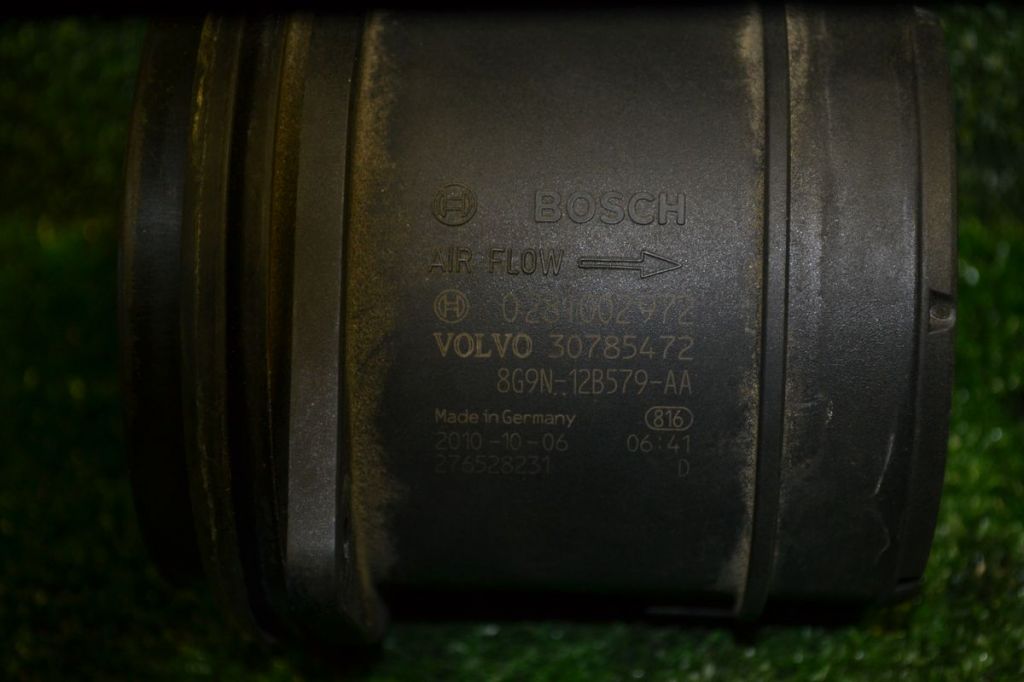 BOSCH
AIR FLOW
0281002972
VOLVO 30785472
8G9N-12B579-AA
Made in Germany 816
2010-10-06 06:41
276528231 D